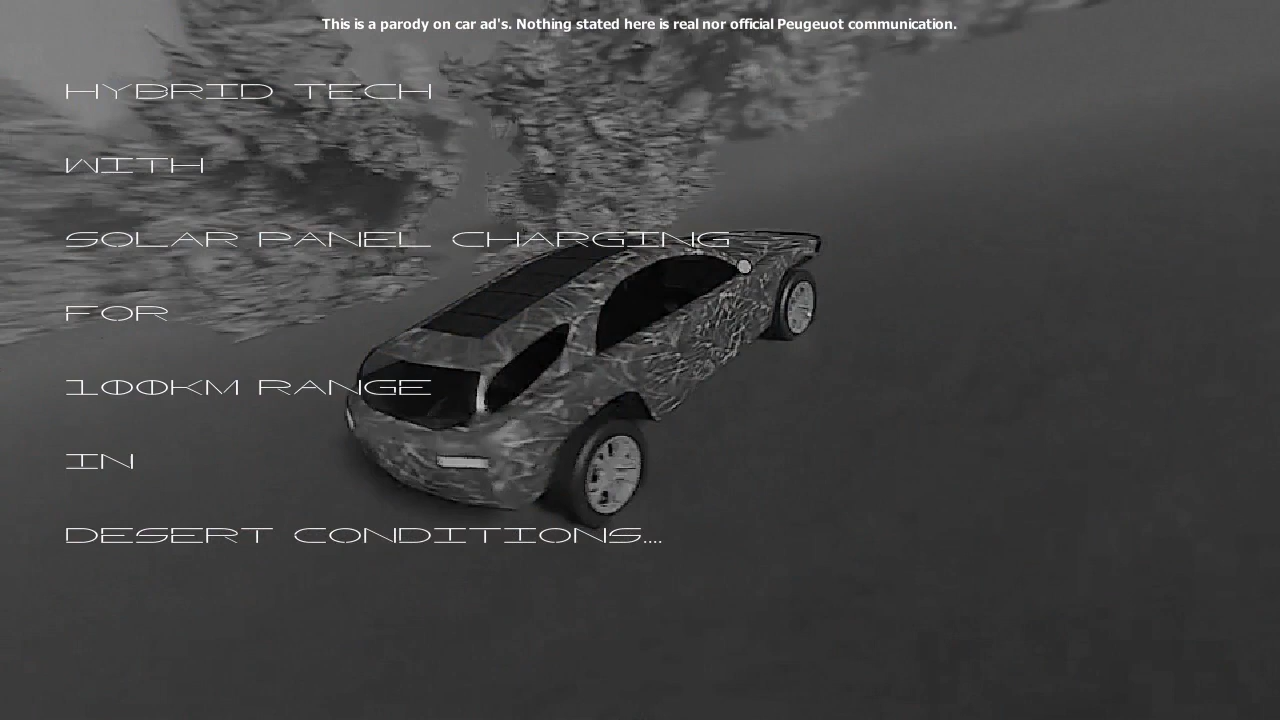 This is a parody on car ad's. Nothing stated here is real nor official Peugeuot communication.
HYBRID TECH
WITH
SOLAR PANEL CHARGING
FOR
100KM RANGE
IN
DESERT CONDITIONS....